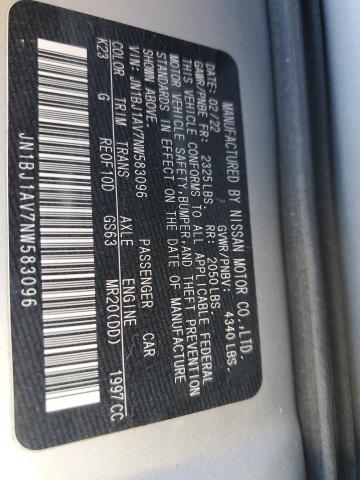 MANUFACTURED BY NISSAN MOTOR CO.,LTD.
02/22 GVWR/PNBV: 4340LBS.
GAWR/PNBE FR: 2325LBS. RR: 2050LBS.
THIS VEHICLE CONFORMS TO ALL APPLICABLE FEDERAL
MOTOR VEHICLE SAFETY,BUMPER,AND THEFT PREVENTION
STANDARDS IN EFFECT ON THE DATE OF MANUFACTURE
SHOWN ABOVE.
VIN: JN1BJ1AV7NW583096 PASSENGER CAR
COLOR TRIM TRANS AXLE ENGINE
K23 G RE0F10D GS63 MR20(DD) 1997CC
JN1BJ1AV7NW583096